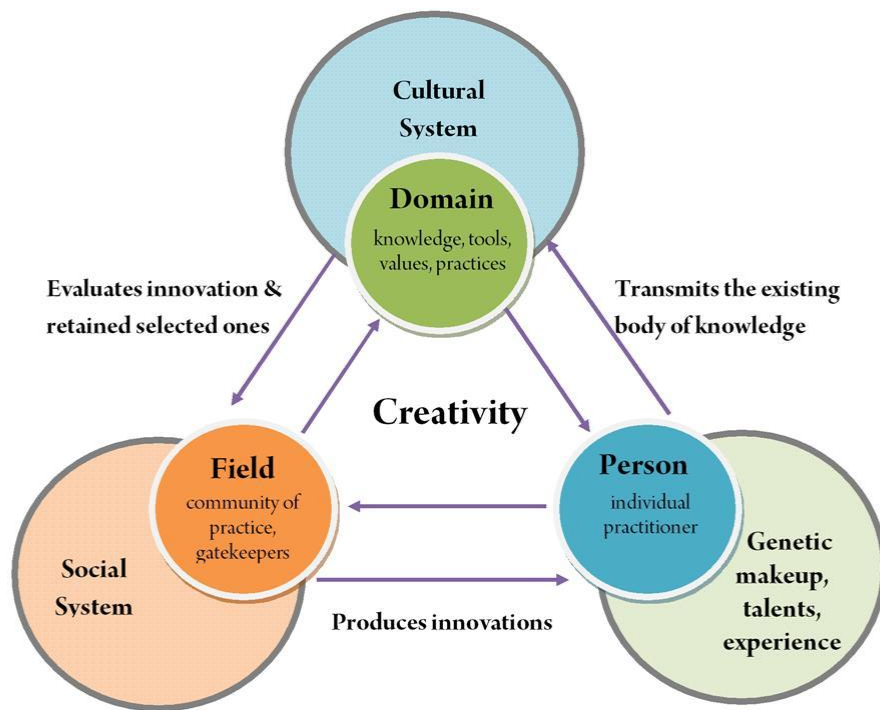 Cultural
System
Domain
knowledge, tools,
values, practices
Evaluates innovation &
retained selected ones
Transmits the existing
body of knowledge
Creativity
Field
community of
practice,
gatekeepers
Person
individual
practitioner
Social
System
Genetic
makeup,
talents,
experience
Produces innovations